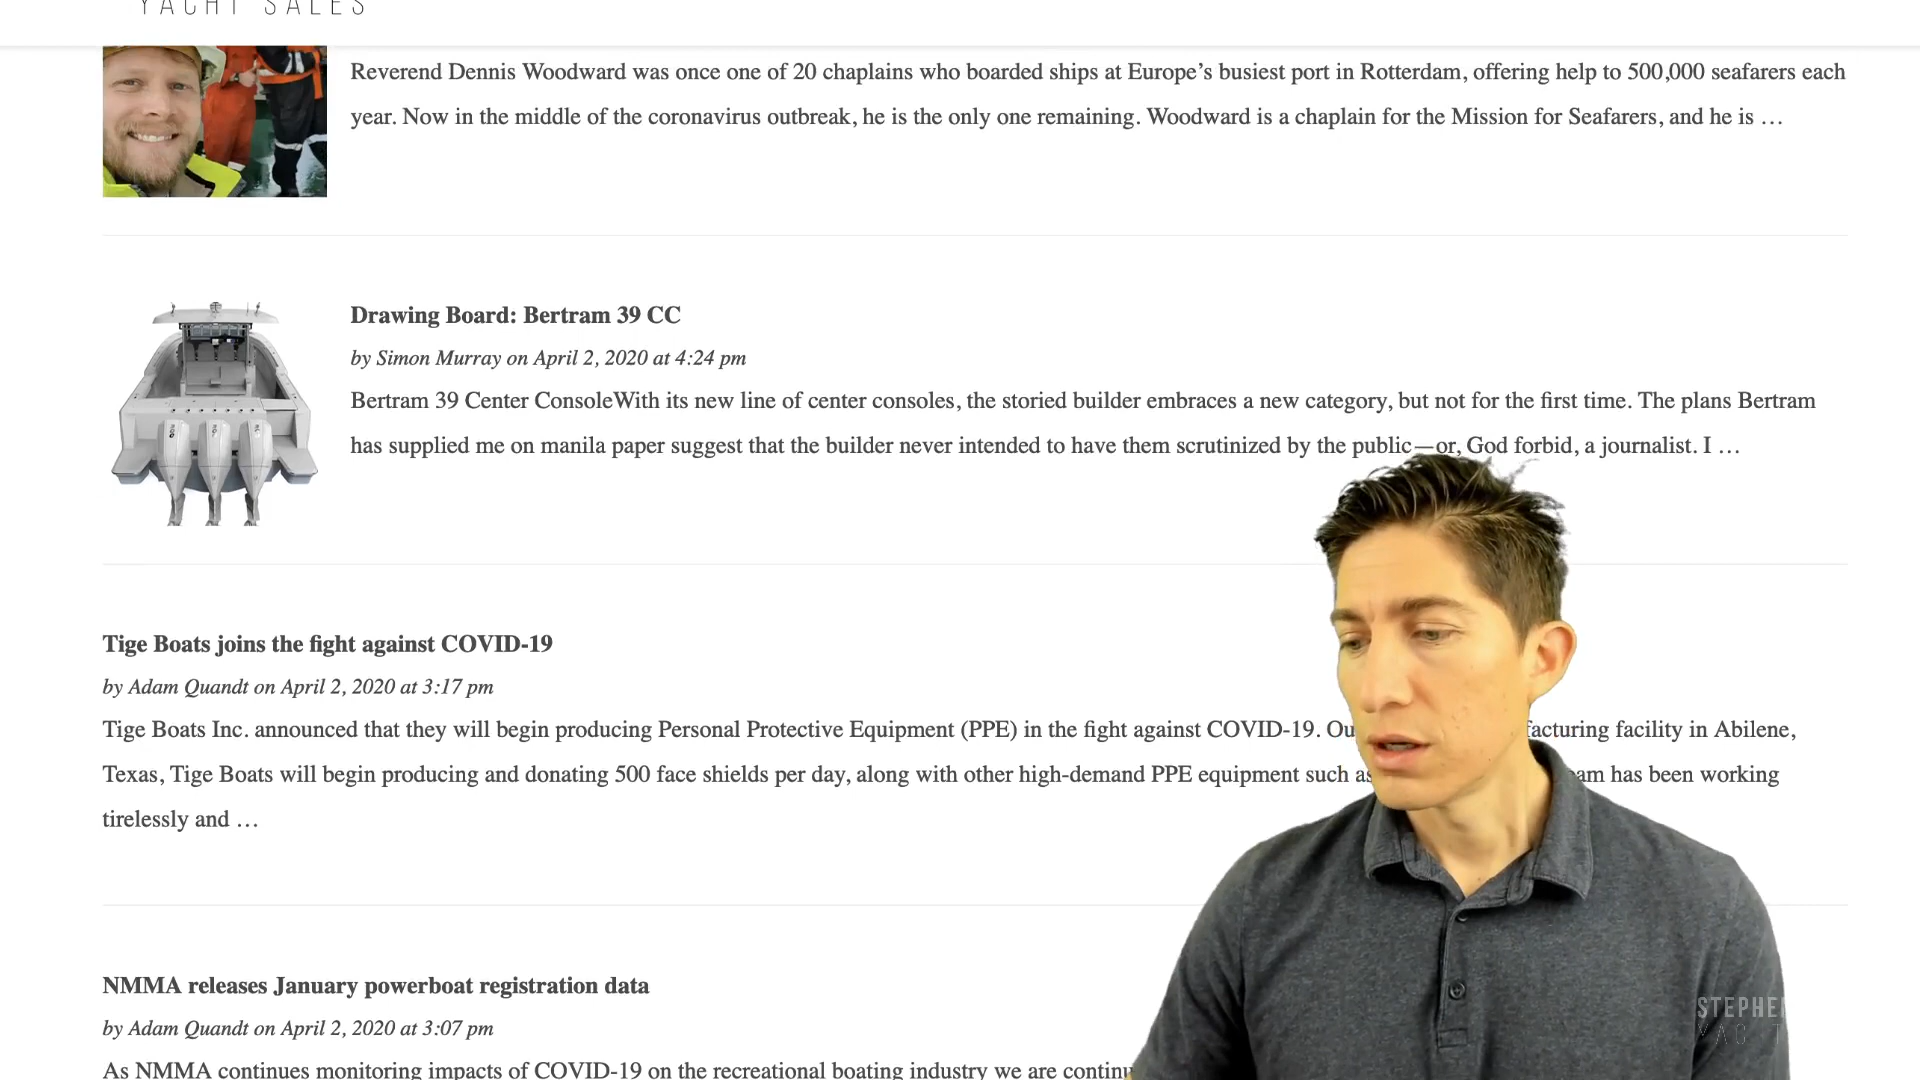 YACHT SALES
Reverend Dennis Woodward was once one of 20 chaplains who boarded ships at Europe’s busiest port in Rotterdam, offering help to 500,000 seafarers each
year. Now in the middle of the coronavirus outbreak, he is the only one remaining. Woodward is a chaplain for the Mission for Seafarers, and he is …
Drawing Board: Bertram 39 CC
by Simon Murray on April 2, 2020 at 4:24 pm
Bertram 39 Center ConsoleWith its new line of center consoles, the storied builder embraces a new category, but not for the first time. The plans Bertram
has supplied me on manila paper suggest that the builder never intended to have them scrutinized by the public—or, God forbid, a journalist. I …
Tige Boats joins the fight against COVID-19
by Adam Quandt on April 2, 2020 at 3:17 pm
Tige Boats Inc. announced that they will begin producing Personal Protective Equipment (PPE) in the fight against COVID-19. facility in Abilene,
Texas, Tige Boats will begin producing and donating 500 face shields per day, along with other high-demand PPE equipment such as has been working
tirelessly and …
NMMA releases January powerboat registration data
by Adam Quandt on April 2, 2020 at 3:07 pm
As NMMA continues monitoring impacts of COVID-19 on the recreational boating industry we are